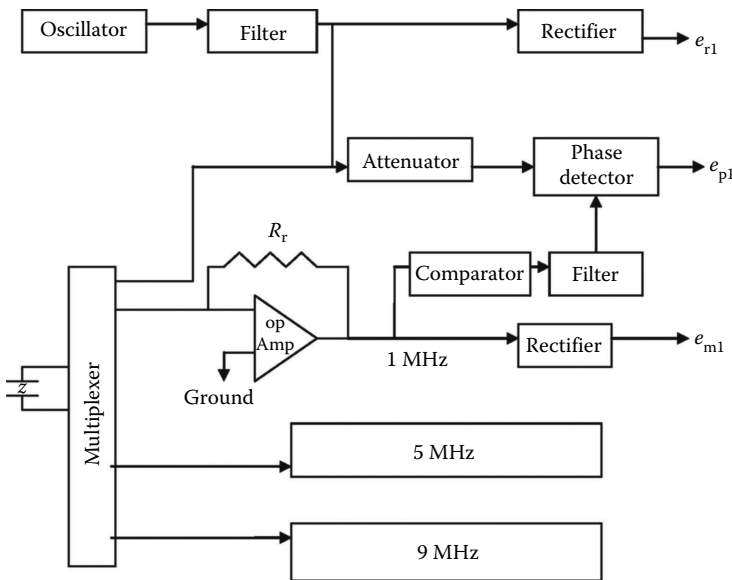 Oscillator
Filter
Rectifier
e_r1
Attenuator
Phase
detector
e_p1
R_r
Comparator
Filter
op
Amp
1 MHz
Rectifier
e_m1
Ground
z
Multiplexer
5 MHz
9 MHz